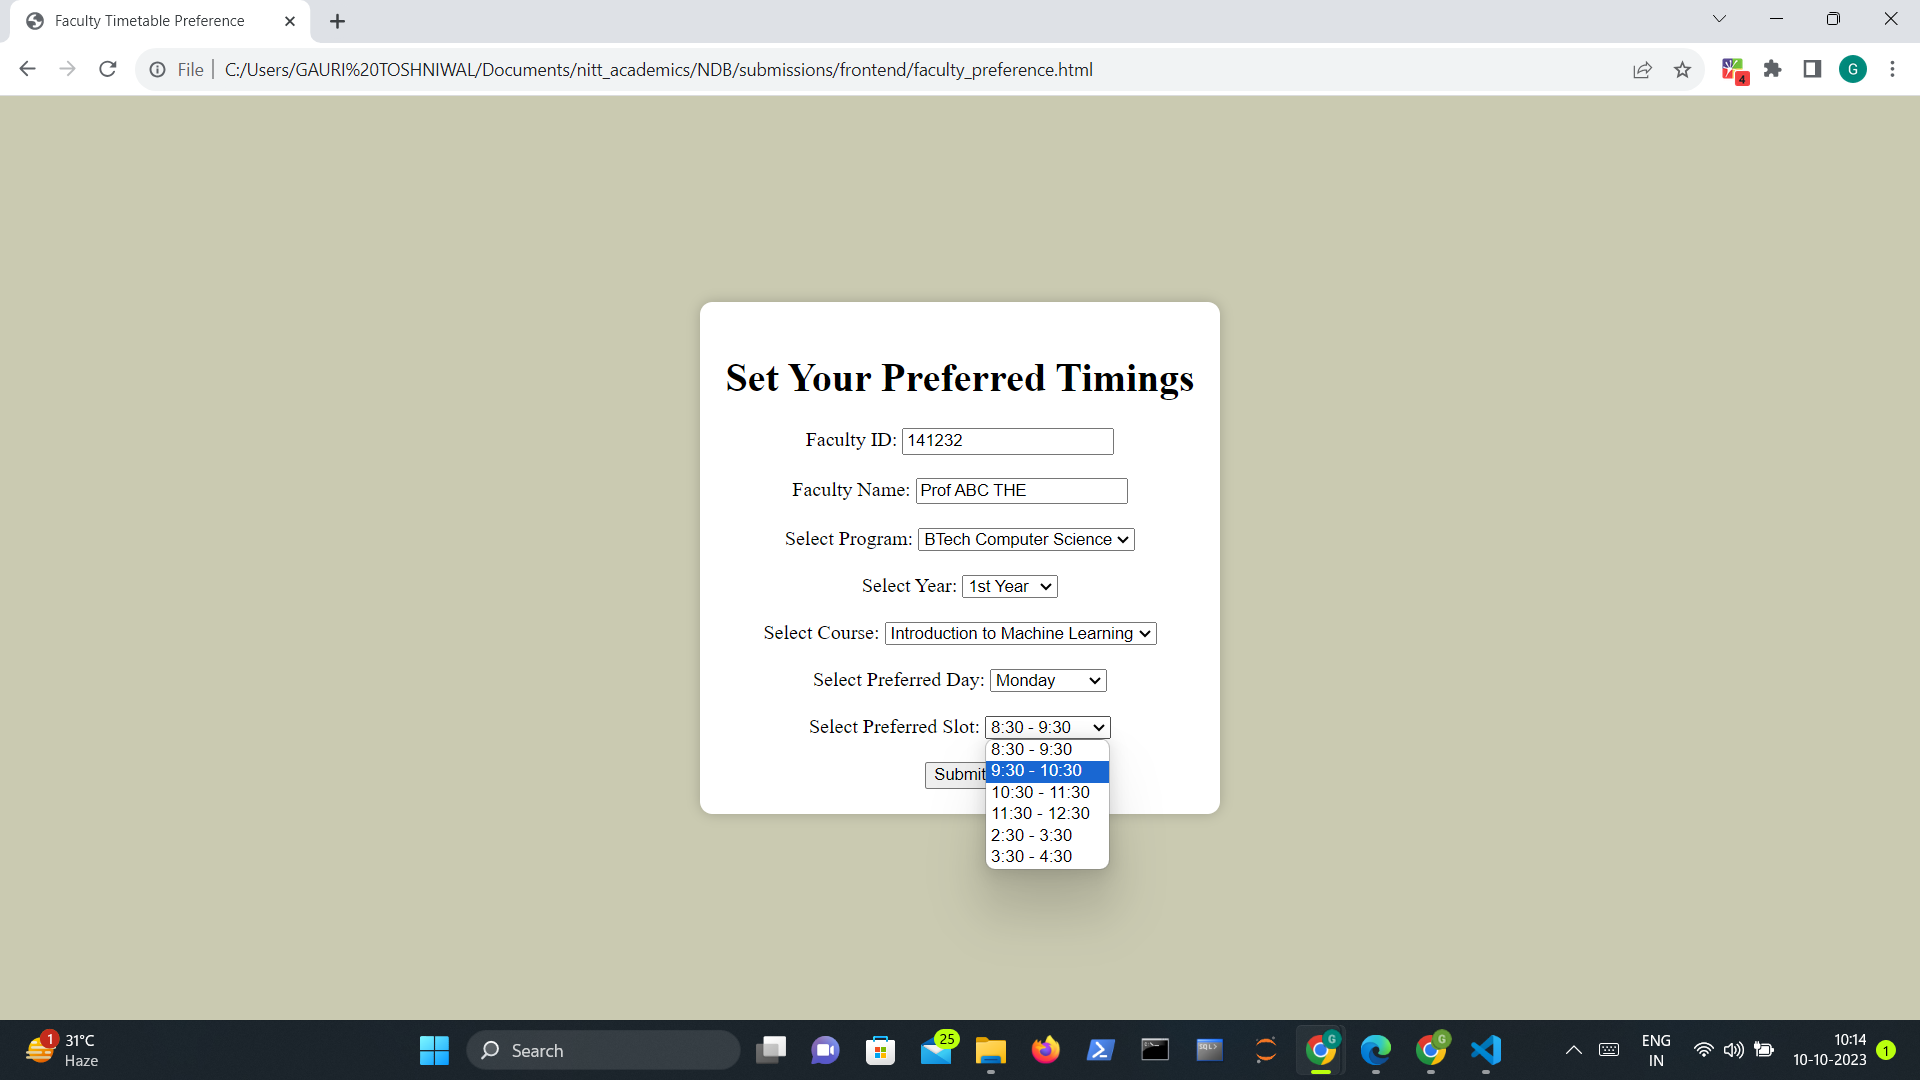 Faculty Timetable Preference
File | C:/Users/GAURI%20TOSHNIWAL/Documents/nitt_academics/NDB/submissions/frontend/faculty_preference.html
4
G
Set Your Preferred Timings
Faculty ID: 141232
Faculty Name: Prof ABC THE
Select Program: BTech Computer Science
Select Year: 1st Year
Select Course: Introduction to Machine Learning
Select Preferred Day: Monday
Select Preferred Slot: 8:30 - 9:30
8:30 - 9:30
Submit
9:30 - 10:30
10:30 - 11:30
11:30 - 12:30
2:30 - 3:30
3:30 - 4:30
1
31°C
Haze
Search
25
SQL>
G
G
ENG
IN
10:14
10-10-2023
1